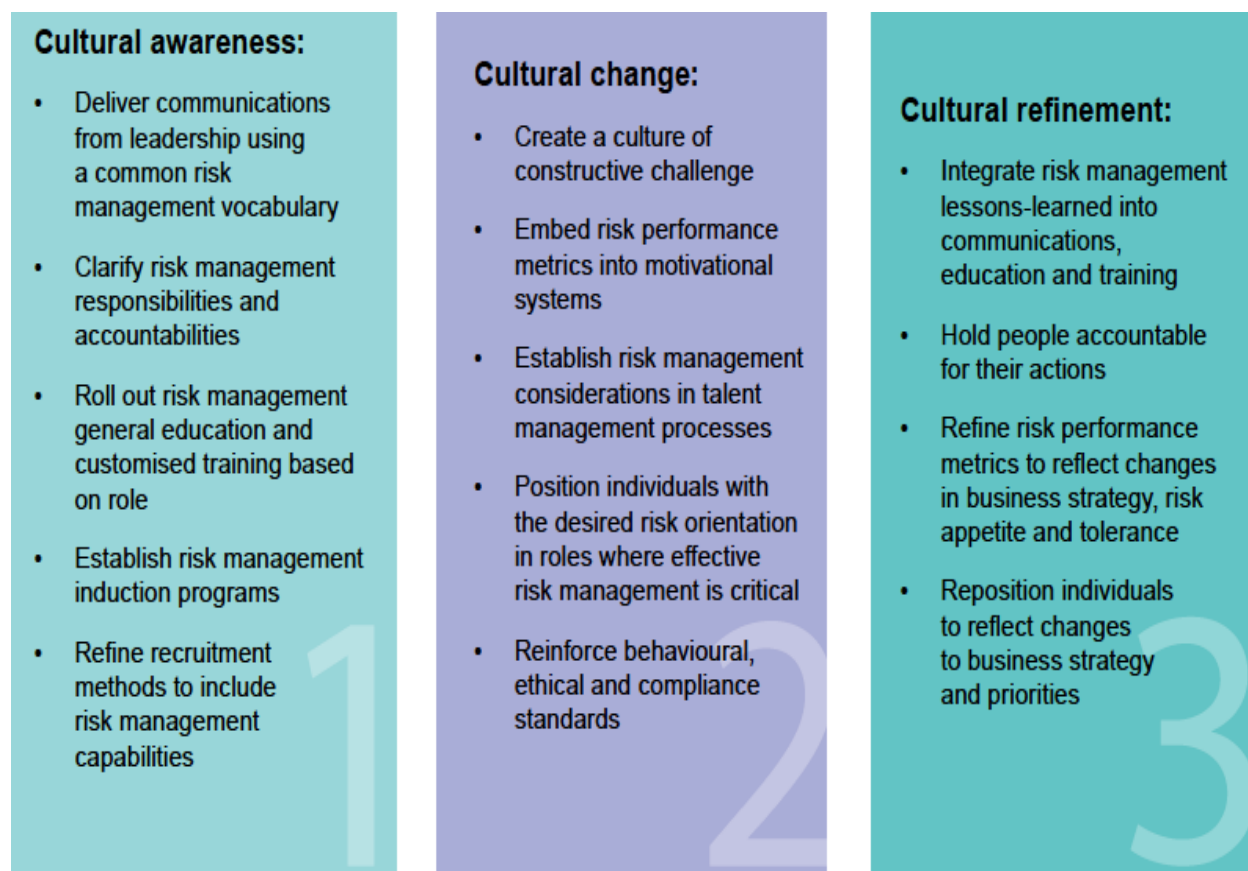 Cultural awareness:
• Deliver communications
from leadership using
a common risk
management vocabulary
• Clarify risk management
responsibilities and
accountabilities
• Roll out risk management
general education and
customised training based
on role
• Establish risk management
induction programs
• Refine recruitment
methods to include
risk management
capabilities
1
Cultural change:
• Create a culture of
constructive challenge
• Embed risk performance
metrics into motivational
systems
• Establish risk management
considerations in talent
management processes
• Position individuals with
the desired risk orientation
in roles where effective
risk management is critical
• Reinforce behavioural,
ethical and compliance
standards
2
Cultural refinement:
• Integrate risk management
lessons-learned into
communications,
education and training
• Hold people accountable
for their actions
• Refine risk performance
metrics to reflect changes
in business strategy, risk
appetite and tolerance
• Reposition individuals
to reflect changes
to business strategy
and priorities
3